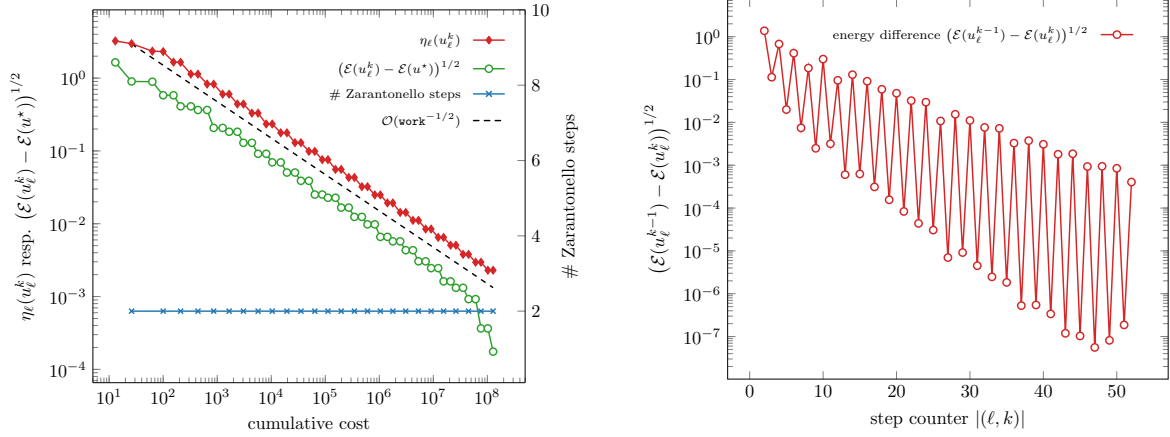 10
8
6
4
2
# Zarantonello steps
10^0
10^−1
10^−2
10^−3
10^−4
η_ℓ(u_ℓ^k) resp. (ℰ(u_ℓ^k) − ℰ(u^⋆))^{1/2}
η_ℓ(u_ℓ^k)
(ℰ(u_ℓ^k) − ℰ(u^⋆))^{1/2}
# Zarantonello steps
𝒪(work^{−1/2})
10^1 10^2 10^3 10^4 10^5 10^6 10^7 10^8
cumulative cost
10^0
10^−1
10^−2
10^−3
10^−4
10^−5
10^−6
10^−7
(ℰ(u_ℓ^{k−1}) − ℰ(u_ℓ^k))^{1/2}
energy difference (ℰ(u_ℓ^{k−1}) − ℰ(u_ℓ^k))^{1/2}
0 10 20 30 40 50
step counter |(ℓ, k)|